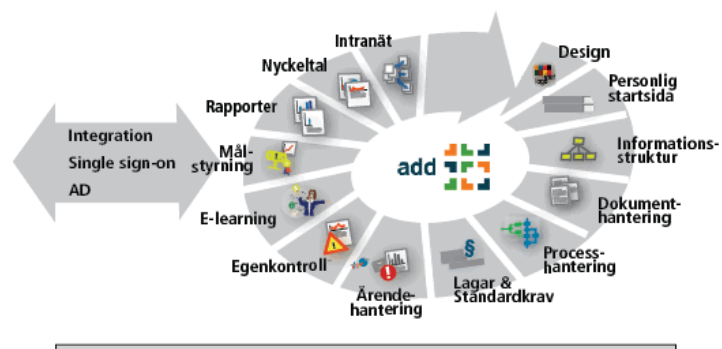 Intranät
Design
Nyckeltal
Personlig
startsida
Rapporter
Integration
Single sign-on
AD
Mål-
styrning
add
Informations-
struktur
E-learning
Dokument-
hantering
§
Egenkontroll
Process-
hantering
Ärende-
hantering
Lagar &
Standardkrav